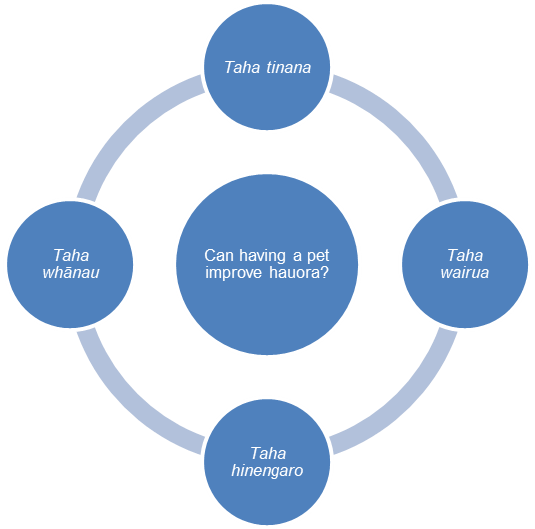 Taha tinana
Can having a pet
improve hauora?
Taha
whānau
Taha
wairua
Taha
hinengaro